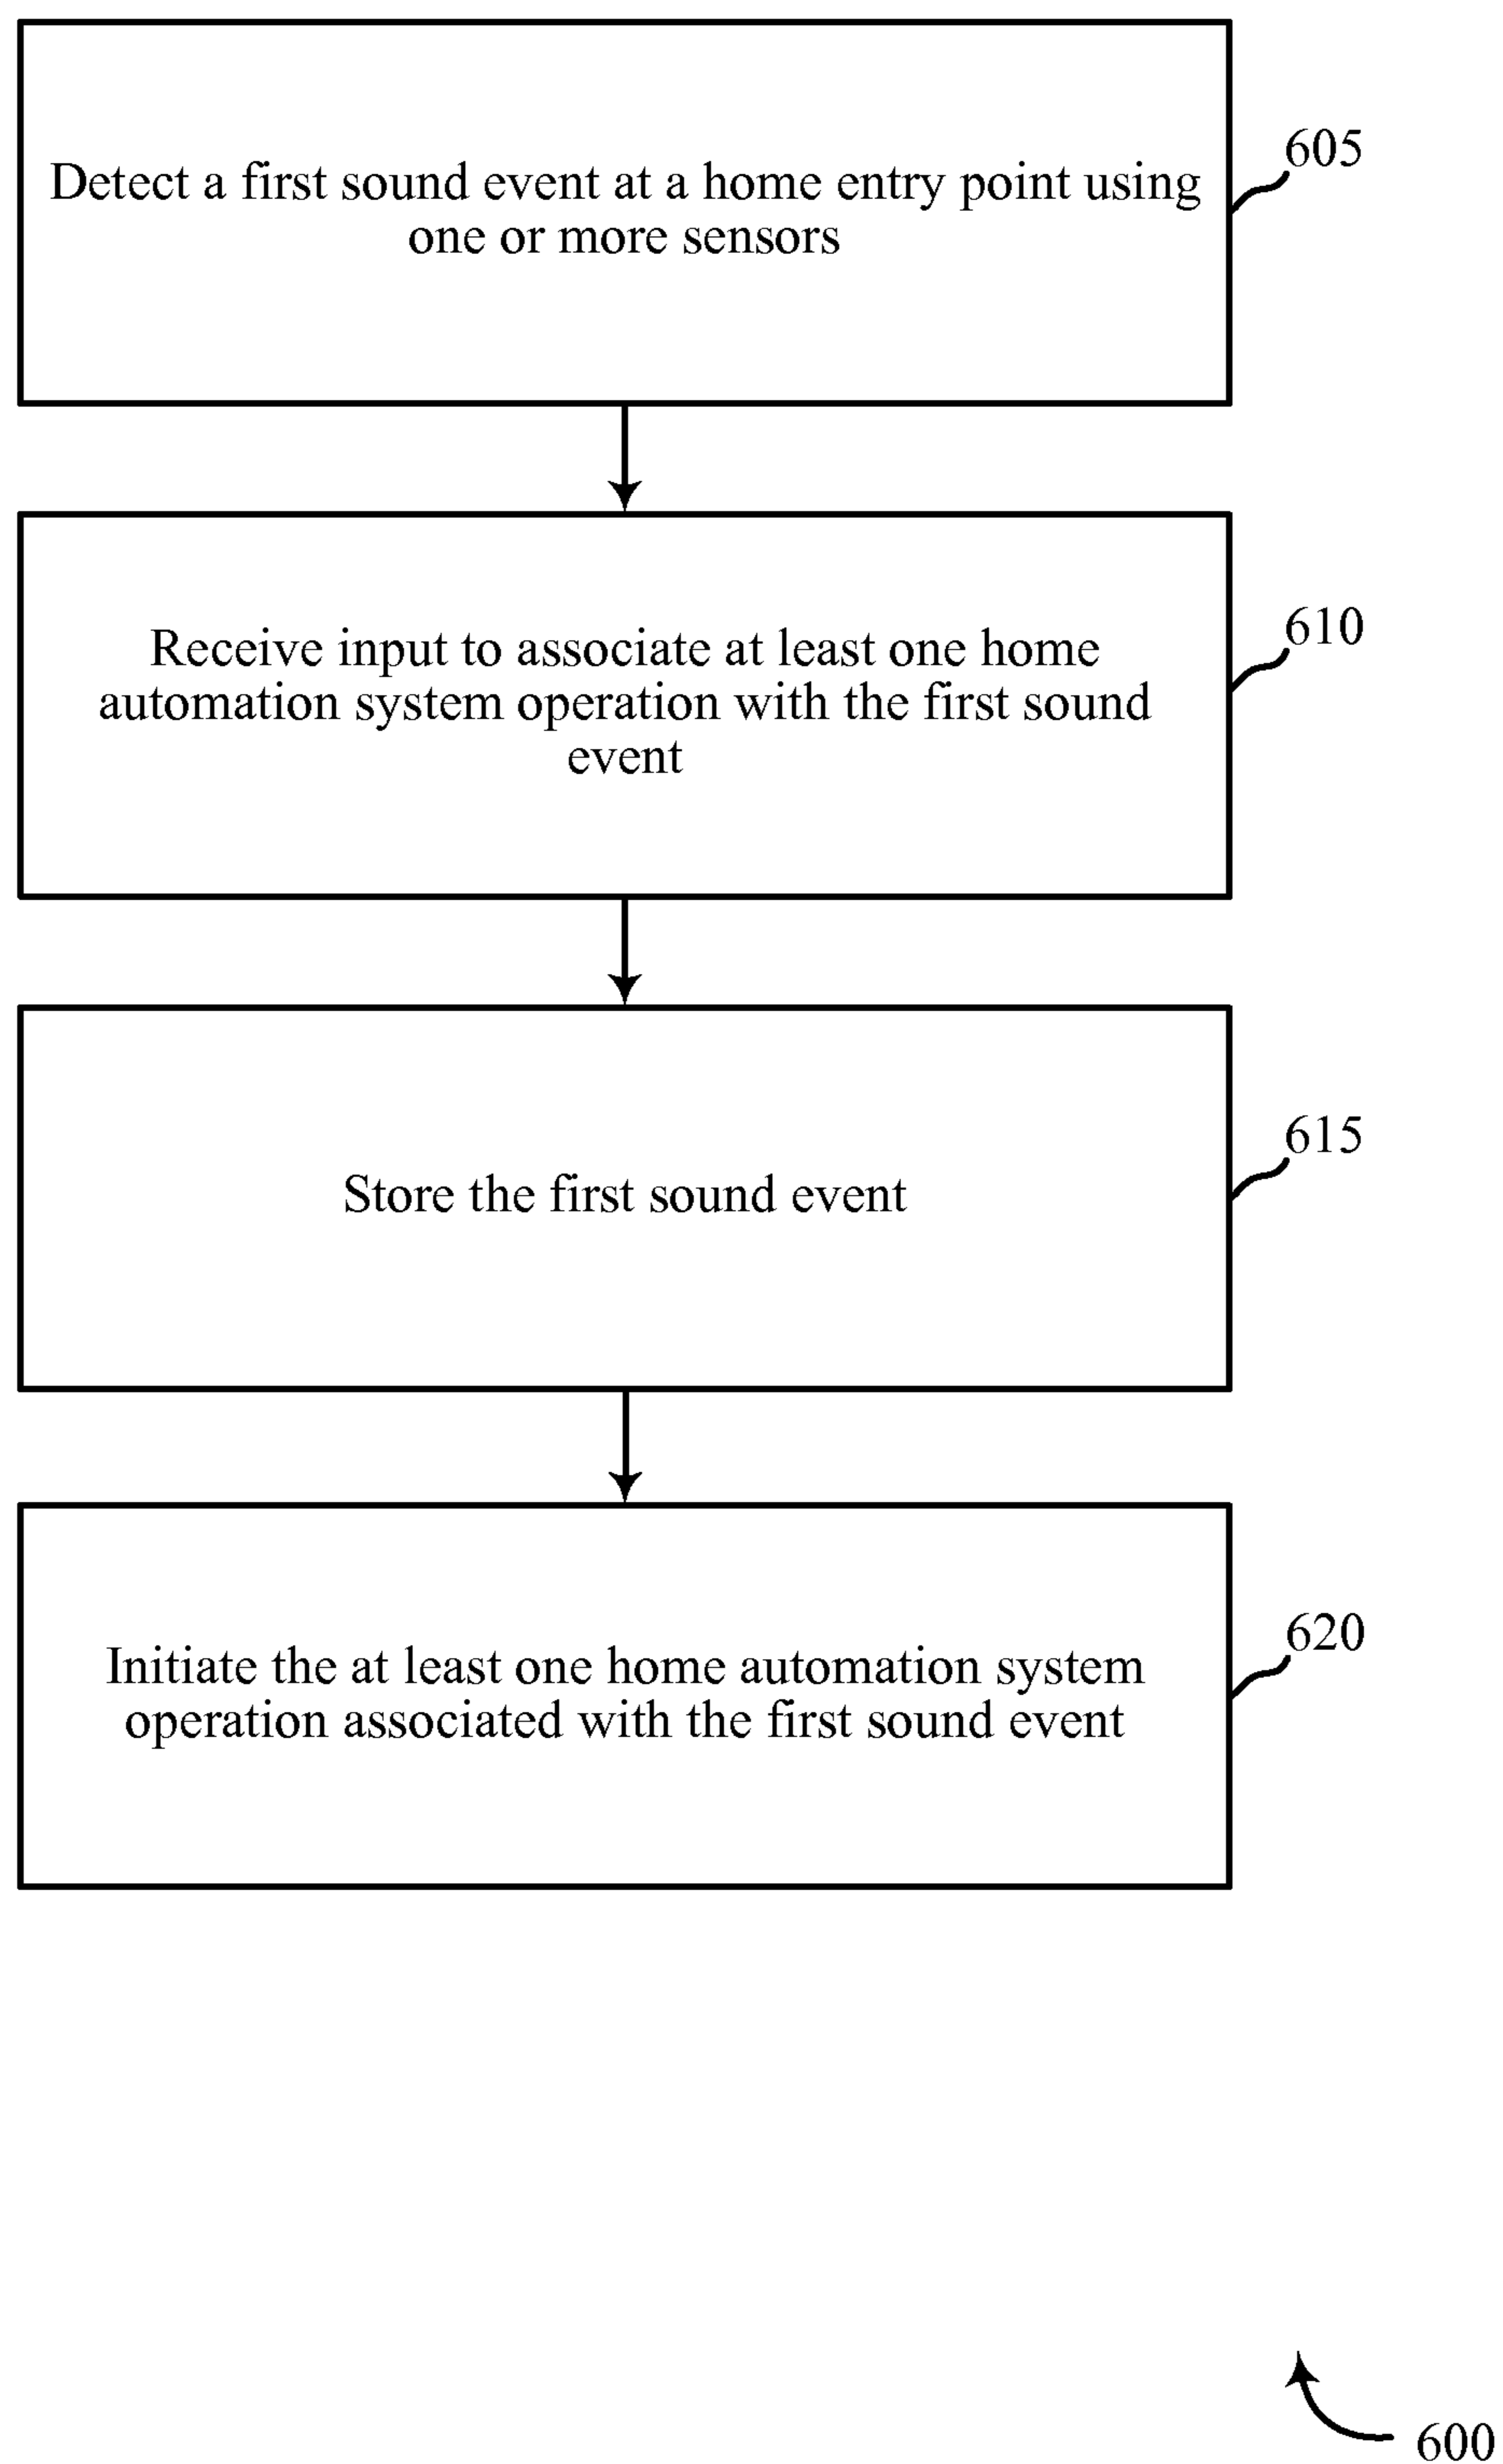 Detect a first sound event at a home entry point using
one or more sensors
605
Receive input to associate at least one home
automation system operation with the first sound
event
610
Store the first sound event
615
Initiate the at least one home automation system
operation associated with the first sound event
620
600